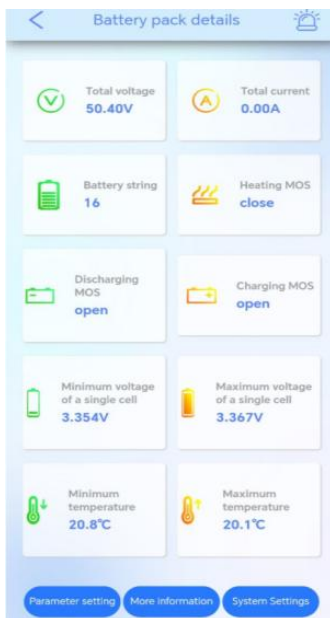 Battery pack details
Total voltage
50.40V
Total current
0.00A
Battery string
16
Heating MOS
close
Discharging
MOS
open
Charging MOS
open
Minimum voltage
of a single cell
3.354V
Maximum voltage
of a single cell
3.367V
Minimum
temperature
20.8℃
Maximum
temperature
20.1℃
Parameter setting
More information
System Settings